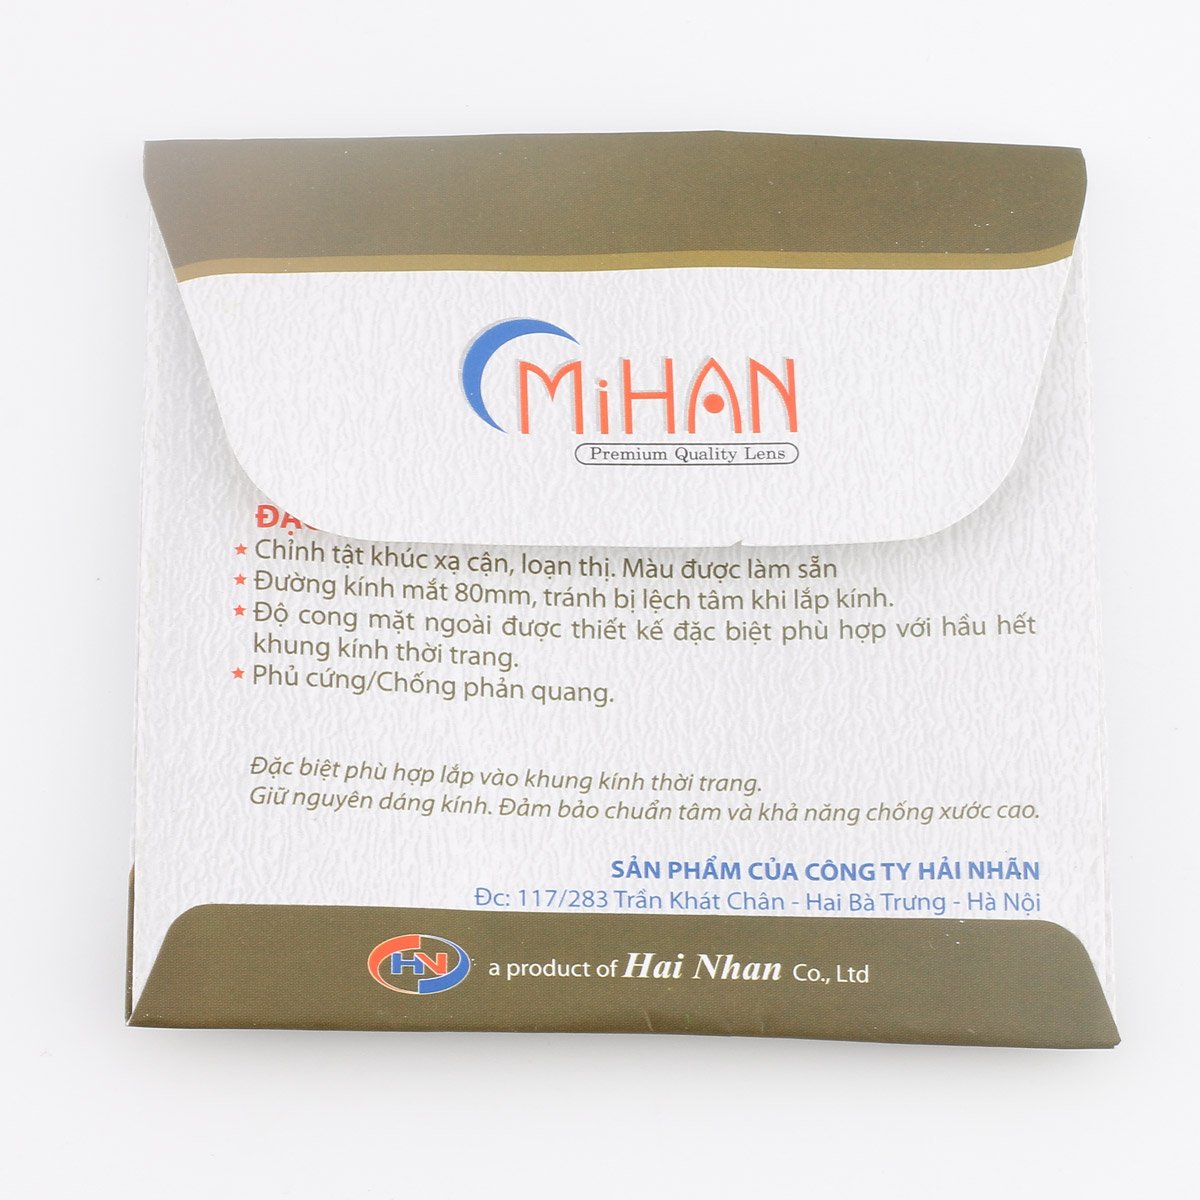 MiHAN
Premium Quality Lens
★ Chỉnh tật khúc xạ cận, loạn thị. Màu được làm sẵn
★ Đường kính mắt 80mm, tránh bị lệch tâm khi lắp kính.
★ Độ cong mặt ngoài được thiết kế đặc biệt phù hợp với hầu hết
khung kính thời trang.
★ Phủ cứng/Chống phản quang.
Đặc biệt phù hợp lắp vào khung kính thời trang.
Giữ nguyên dáng kính. Đảm bảo chuẩn tâm và khả năng chống xước cao.
SẢN PHẨM CỦA CÔNG TY HẢI NHÃN
Đc: 117/283 Trần Khát Chân - Hai Bà Trưng - Hà Nội
HN a product of Hai Nhan Co., Ltd